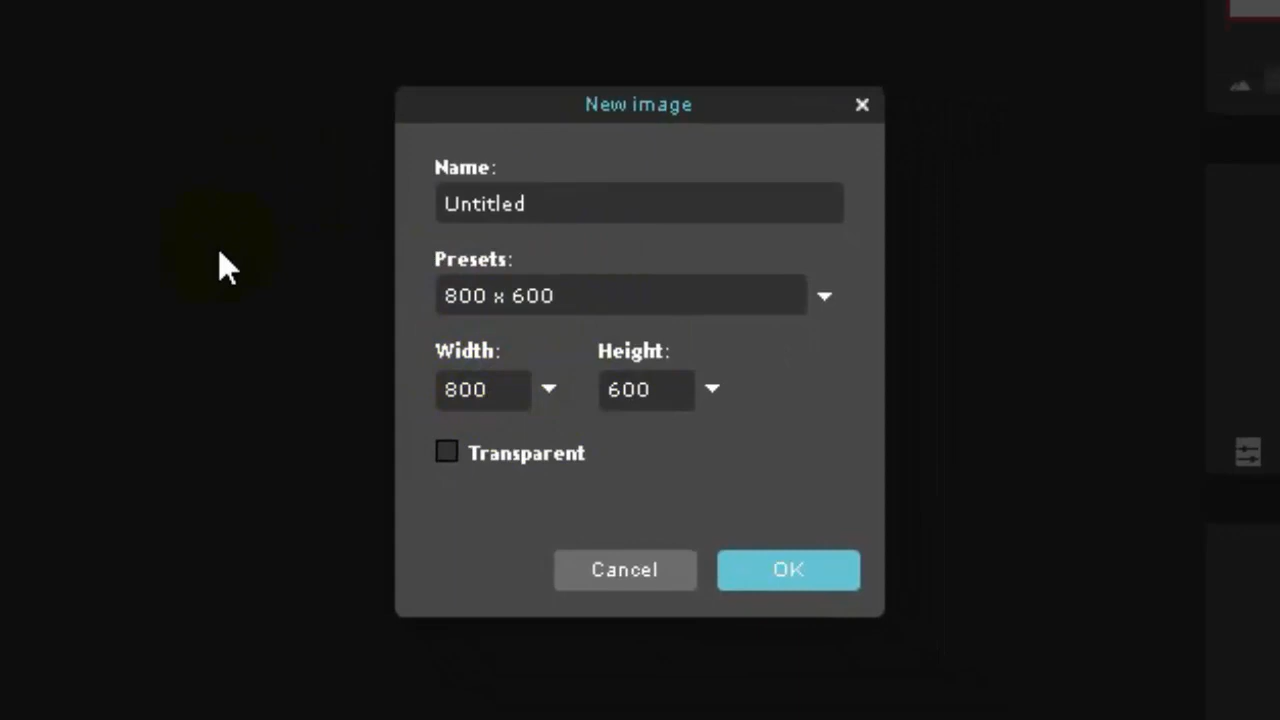 New image
Name:
Untitled
Presets:
800 x 600
Width: Height:
800 600
Transparent
Cancel OK